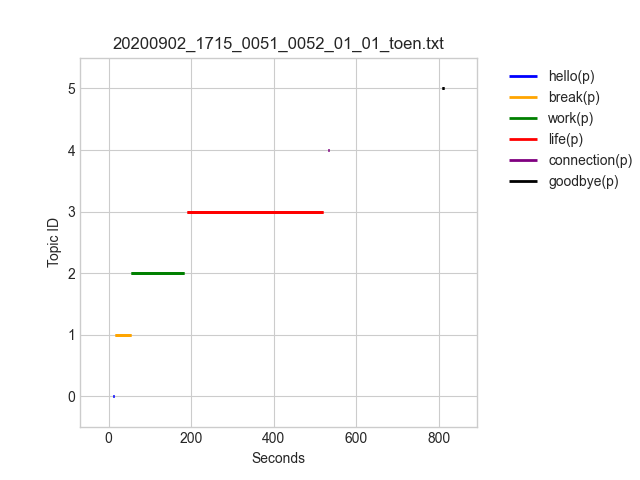 20200902_1715_0051_0052_01_01_toen.txt
hello(p)
break(p)
work(p)
life(p)
connection(p)
goodbye(p)
Topic ID
5
4
3
2
1
0
0 200 400 600 800
Seconds